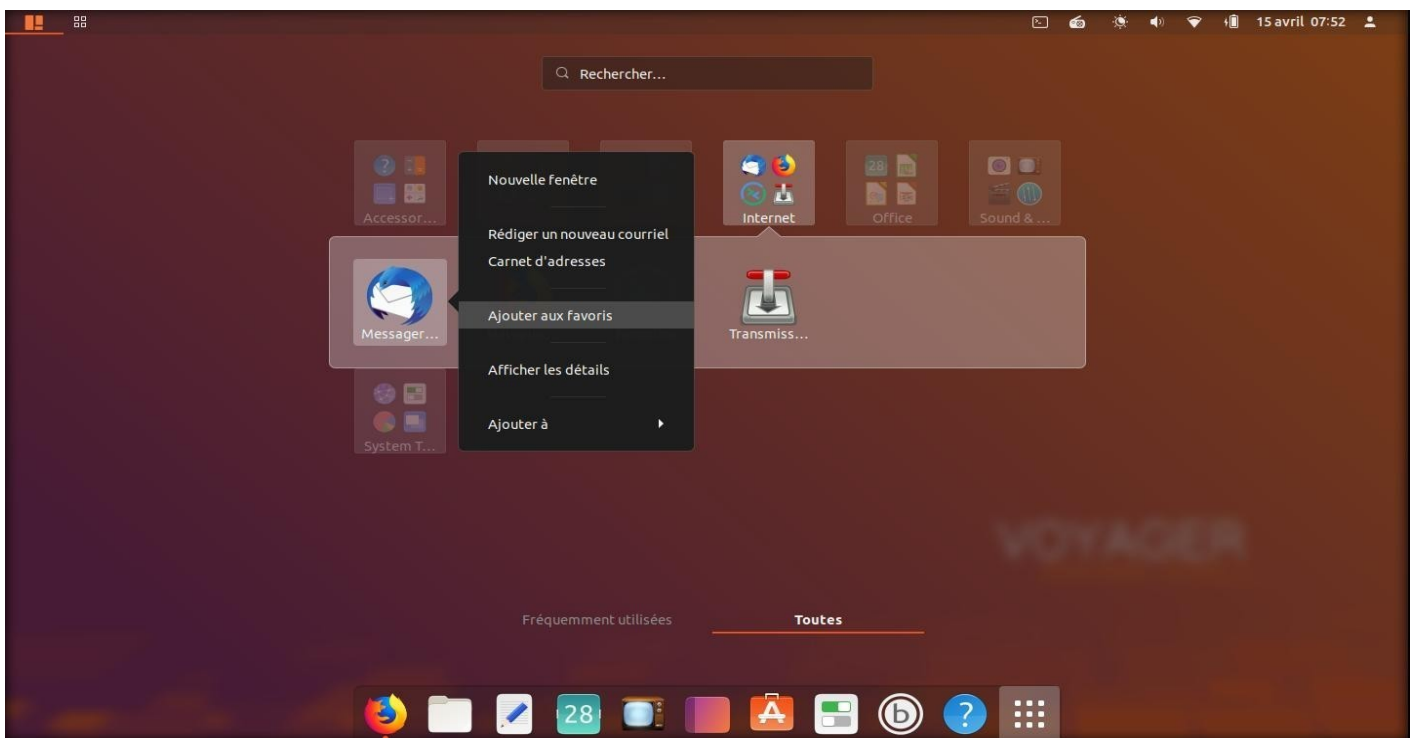 15 avril 07:52
Rechercher...
Accessor...
Internet
Office
Sound & ...
Nouvelle fenêtre
Rédiger un nouveau courriel
Carnet d'adresses
Ajouter aux favoris
Afficher les détails
Ajouter à
Messager...
Transmiss...
System T...
VOYAGER
Fréquemment utilisées
Toutes
28
28